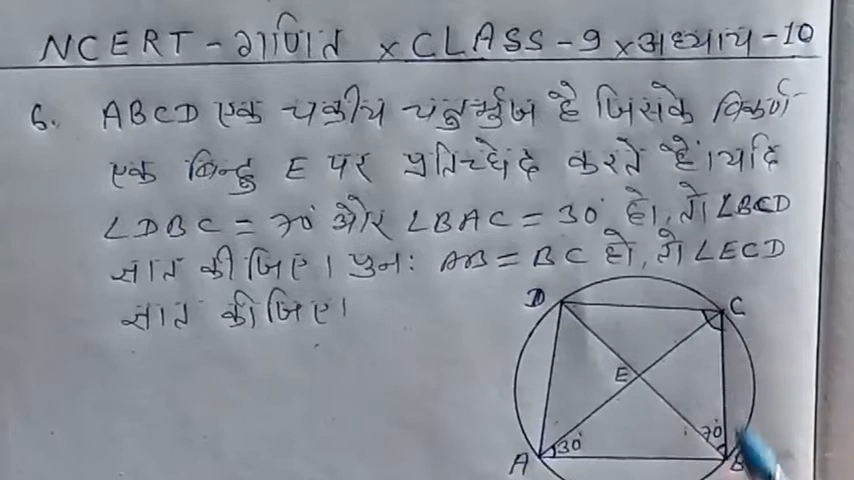 NCERT - गणित × CLASS - 9 × अध्याय - 10
6. ABCD एक चक्रीय चतुर्भुज है जिसके विकर्ण
एक बिन्दु E पर प्रतिच्छेद करते हैं। यदि
∠DBC = 70° और ∠BAC = 30° हो, तो ∠BCD
ज्ञात कीजिए। पुनः AB = BC हो, तो ∠ECD
ज्ञात कीजिए।
D C
E
70°
A 30° B